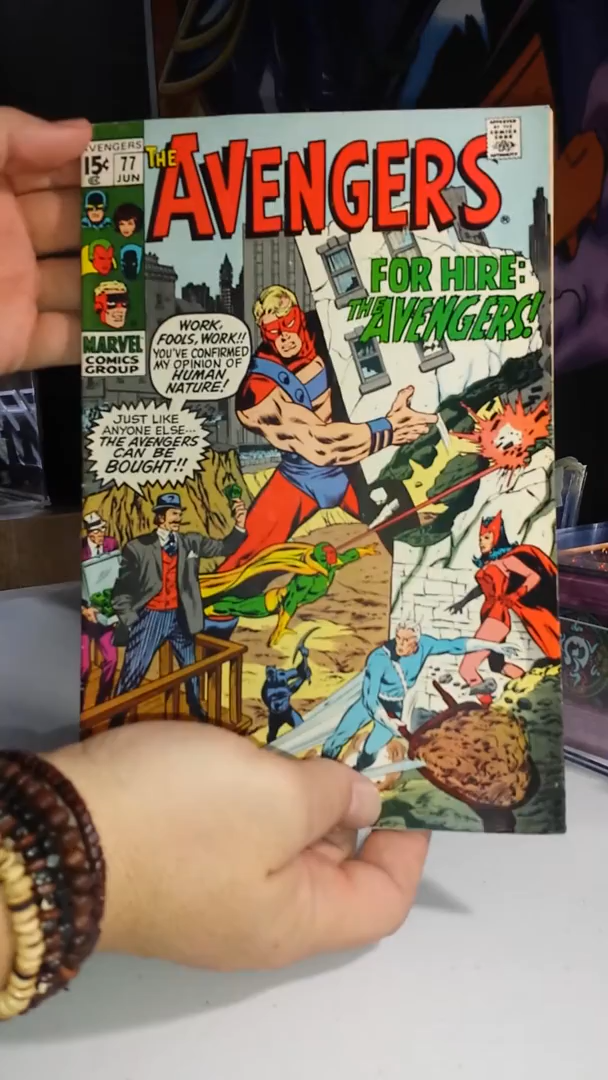 AVENGERS
15¢ 77
JUN
THE
AVENGERS
APPROVED
BY THE
COMICS
CODE
AUTHORITY
FOR HIRE:
THE AVENGERS!
MARVEL
COMICS
GROUP
WORK,
FOOLS, WORK!!
YOU'VE CONFIRMED
MY OPINION OF
HUMAN
NATURE!
JUST LIKE
ANYONE ELSE...
THE AVENGERS
CAN BE
BOUGHT!!